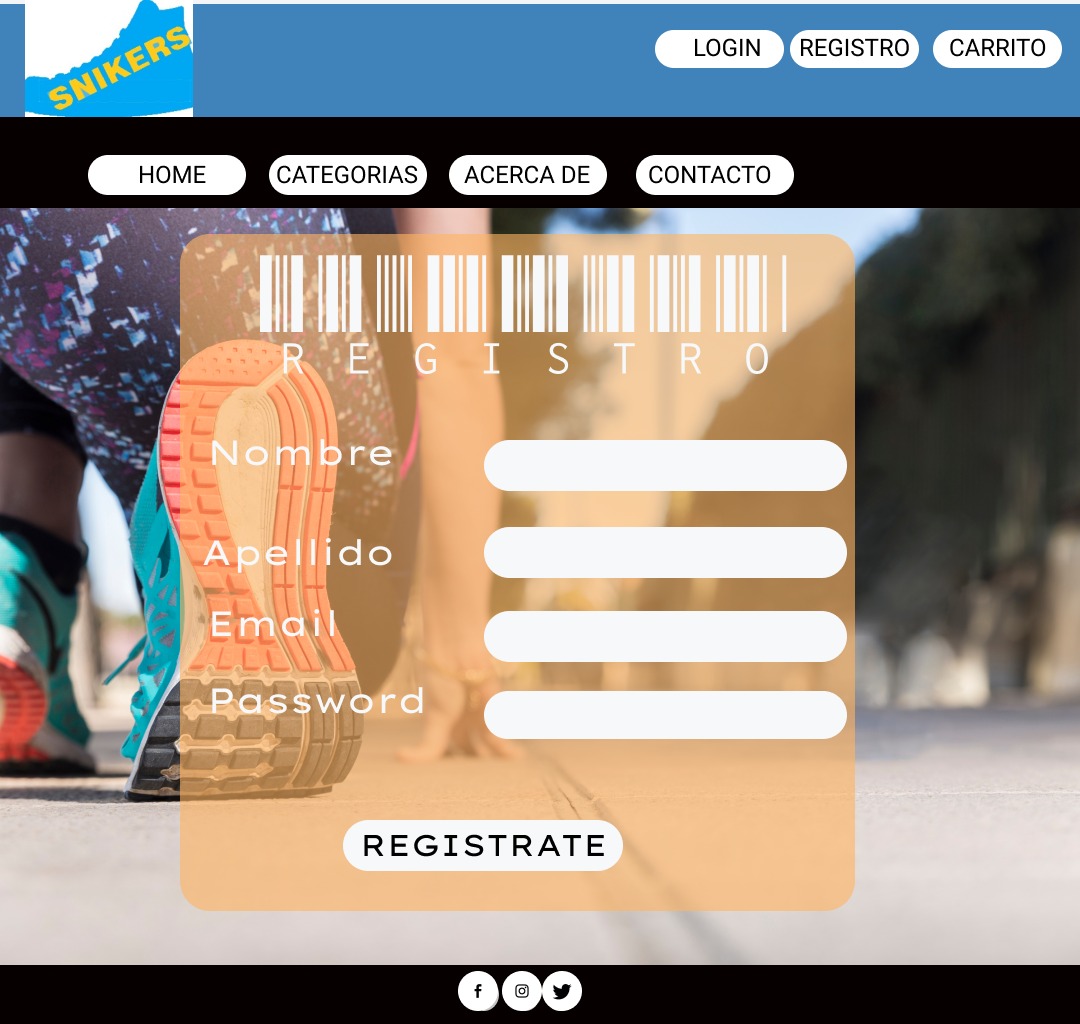 SNIKERS
LOGIN
REGISTRO
CARRITO
HOME
CATEGORIAS
ACERCA DE
CONTACTO
REGISTRO
Nombre
Apellido
Email
Password
REGISTRATE